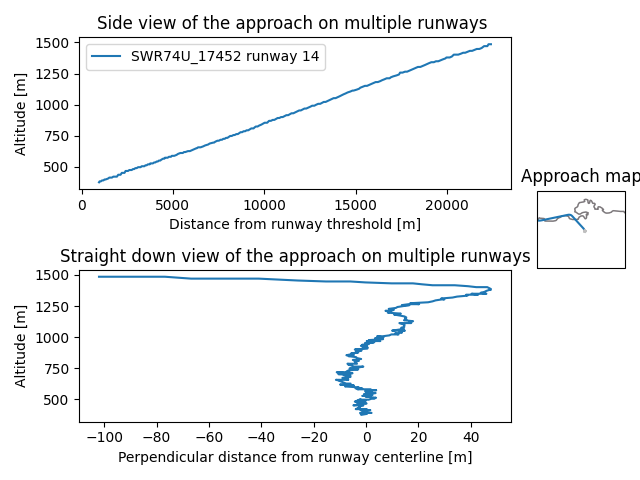 Side view of the approach on multiple runways
1500
1250
1000
750
500
Altitude [m]
SWR74U_17452 runway 14
0
5000
10000
15000
20000
Distance from runway threshold [m]
Approach map
Straight down view of the approach on multiple runways
1500
1250
1000
750
500
Altitude [m]
−100
−80
−60
−40
−20
0
20
40
Perpendicular distance from runway centerline [m]